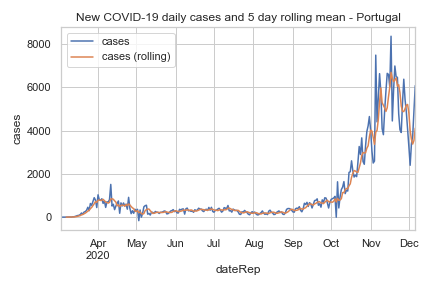 New COVID-19 daily cases and 5 day rolling mean - Portugal
cases
cases (rolling)
8000
6000
4000
2000
0
cases
Apr
2020
May
Jun
Jul
Aug
Sep
Oct
Nov
Dec
dateRep